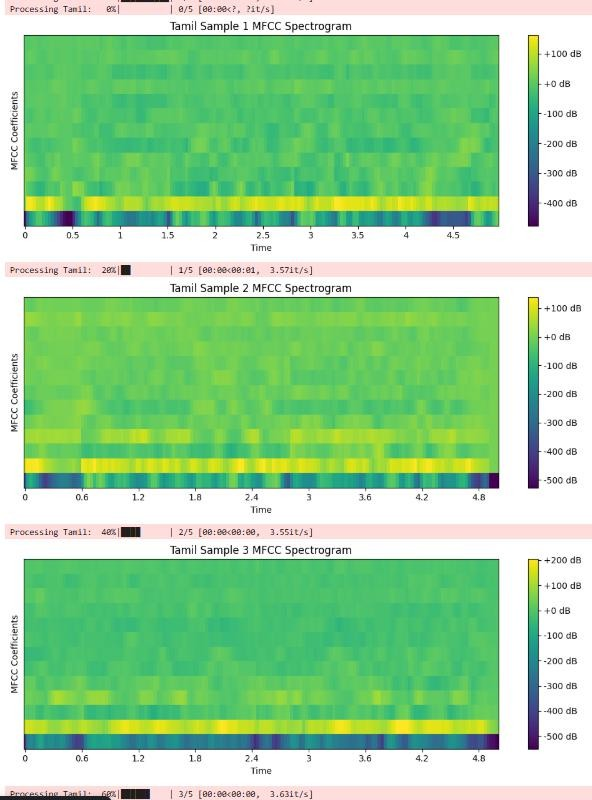 Processing Tamil: 0%| | 0/5 [00:00<?, ?it/s]
Tamil Sample 1 MFCC Spectrogram
MFCC Coefficients
+100 dB
+0 dB
-100 dB
-200 dB
-300 dB
-400 dB
0 0.5 1 1.5 2 2.5 3 3.5 4 4.5
Time
Processing Tamil: 20%|██ | 1/5 [00:00<00:01, 3.57it/s]
Tamil Sample 2 MFCC Spectrogram
MFCC Coefficients
+100 dB
+0 dB
-100 dB
-200 dB
-300 dB
-400 dB
-500 dB
0 0.6 1.2 1.8 2.4 3 3.6 4.2 4.8
Time
Processing Tamil: 40%|████ | 2/5 [00:00<00:00, 3.55it/s]
Tamil Sample 3 MFCC Spectrogram
MFCC Coefficients
+200 dB
+100 dB
+0 dB
-100 dB
-200 dB
-300 dB
-400 dB
-500 dB
0 0.6 1.2 1.8 2.4 3 3.6 4.2 4.8
Time
Processing Tamil: 60%|██████ | 3/5 [00:00<00:00, 3.63it/s]